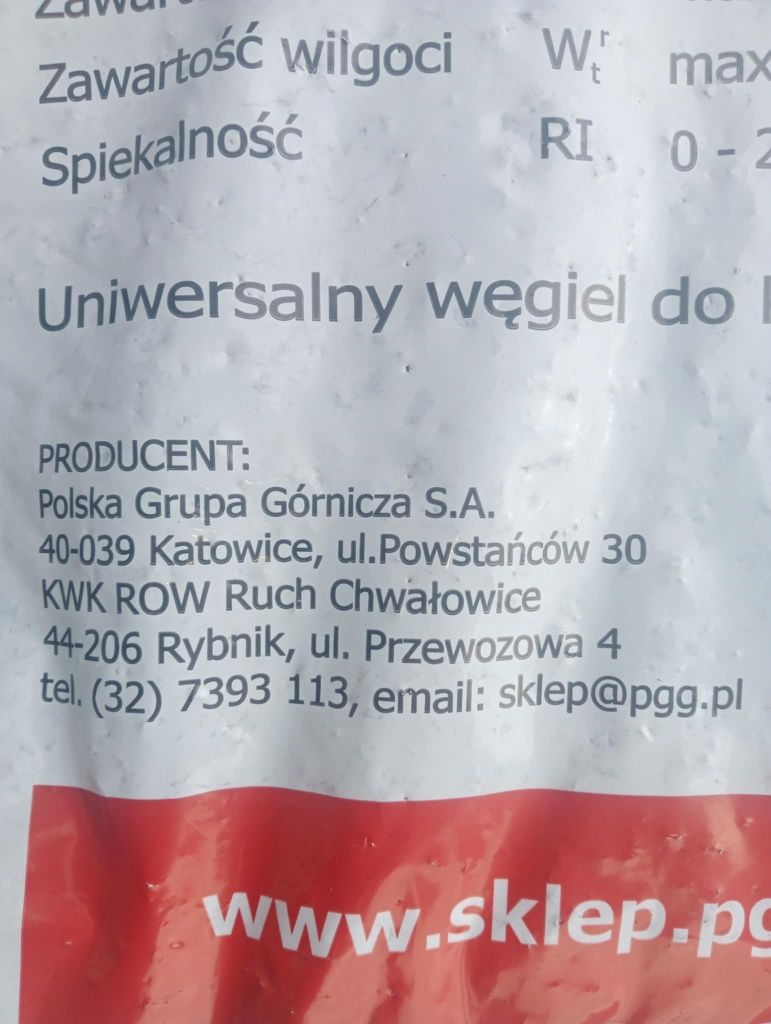 Zawartość wilgoci W r t max
Spiekalność RI 0 - 2
Uniwersalny węgiel do
PRODUCENT:
Polska Grupa Górnicza S.A.
40-039 Katowice, ul.Powstańców 30
KWK ROW Ruch Chwałowice
44-206 Rybnik, ul. Przewozowa 4
tel. (32) 7393 113, email: sklep@pgg.pl
www.sklep.pg